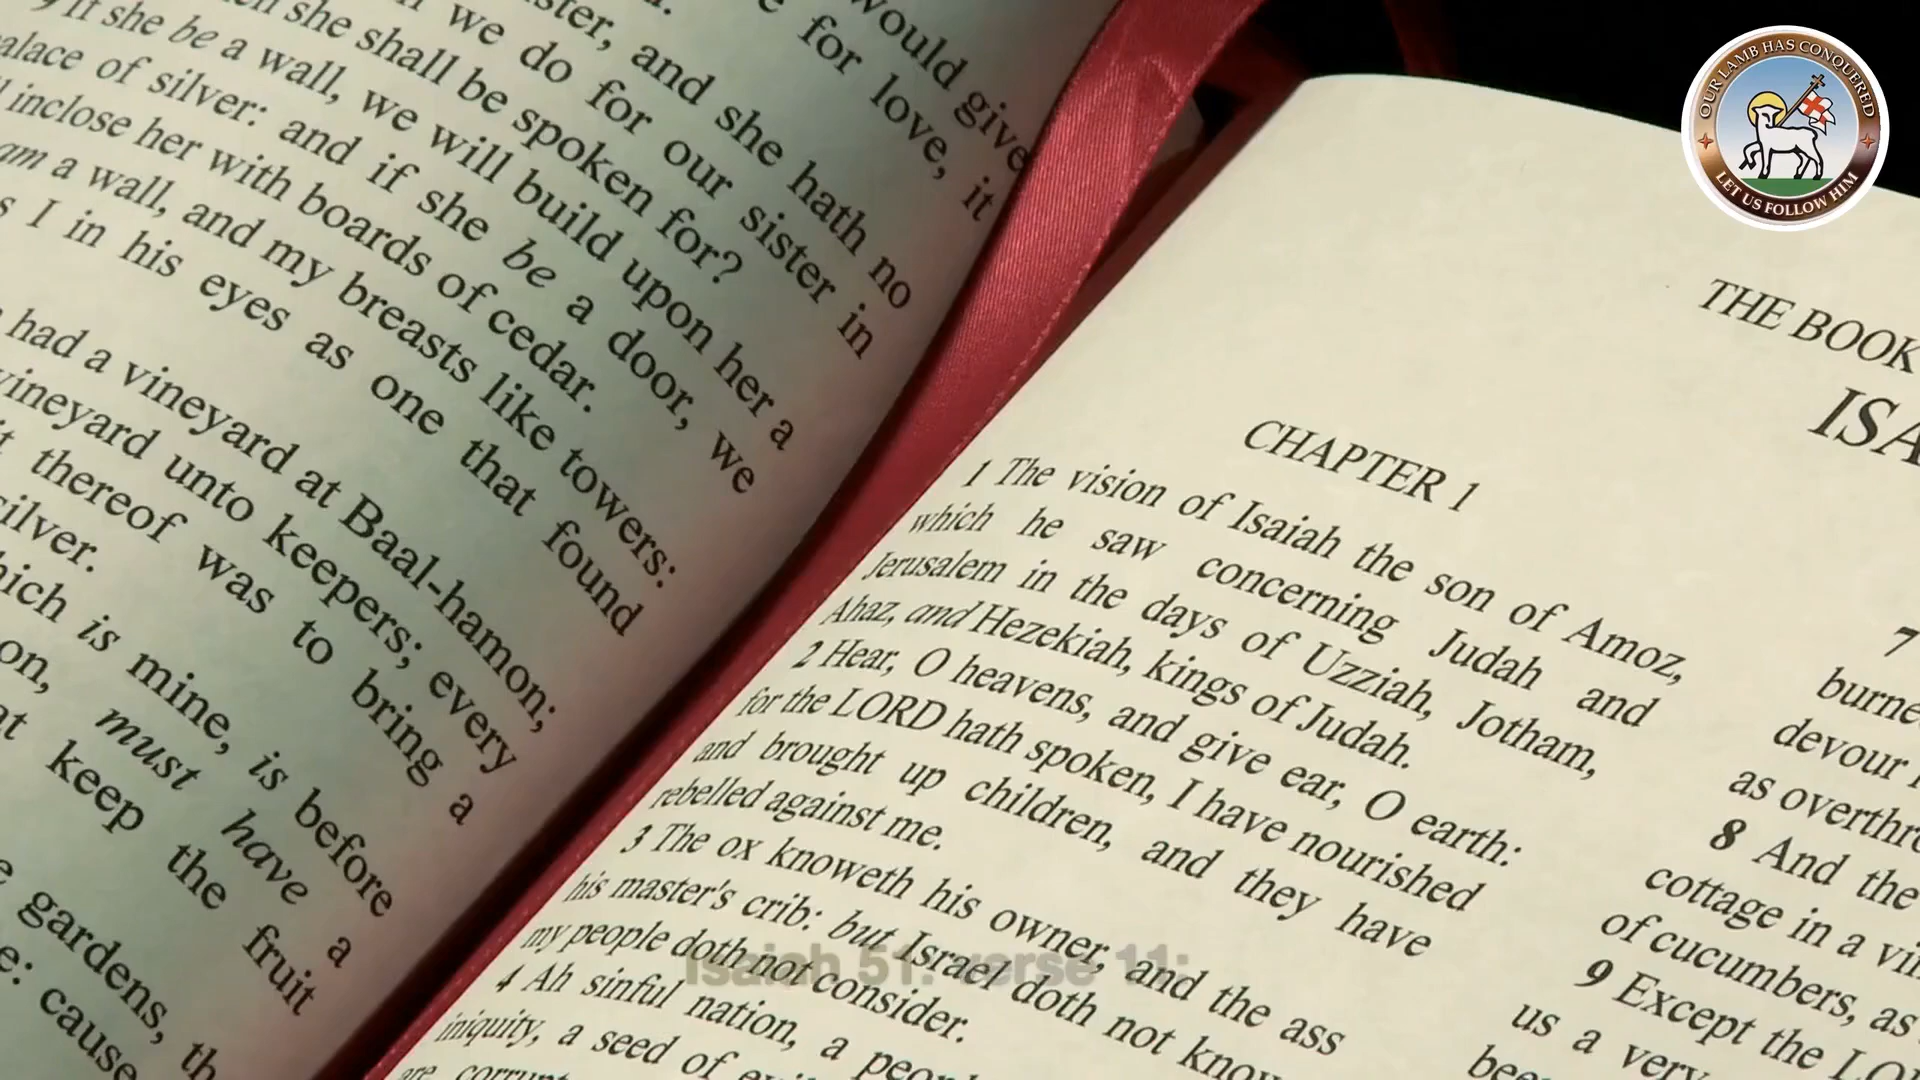 would give
e for love, it
ister, and she hath no
we do for our sister in
she shall be spoken for?
9 If she be a wall, we will build upon her a
palace of silver: and if she be a door, we
inclose her with boards of cedar.
am a wall, and my breasts like towers:
I in his eyes as one that found
had a vineyard at Baal-hamon;
vineyard unto keepers; every
thereof was to bring a
silver.
which is mine, is before
on, must have a
keep the fruit
gardens, th
e: cause
THE BOOK
ISA
CHAPTER 1
1 The vision of Isaiah the son of Amoz,
which he saw concerning Judah and
Jerusalem in the days of Uzziah, Jotham,
Ahaz, and Hezekiah, kings of Judah.
2 Hear, O heavens, and give ear, O earth:
for the LORD hath spoken, I have nourished
and brought up children, and they have
rebelled against me.
3 The ox knoweth his owner, and the ass
his master's crib: but Israel doth not know
my people doth not consider.
4 Ah sinful nation, a peop
iniquity, a seed of
are corrupt
7
burne
devour
as overthr
8 And the
cottage in a vi
of cucumbers, as
9 Except the LO
us a very
been
Isaiah 51: verse 11:
OUR LAMB HAS CONQUERED
LET US FOLLOW HIM